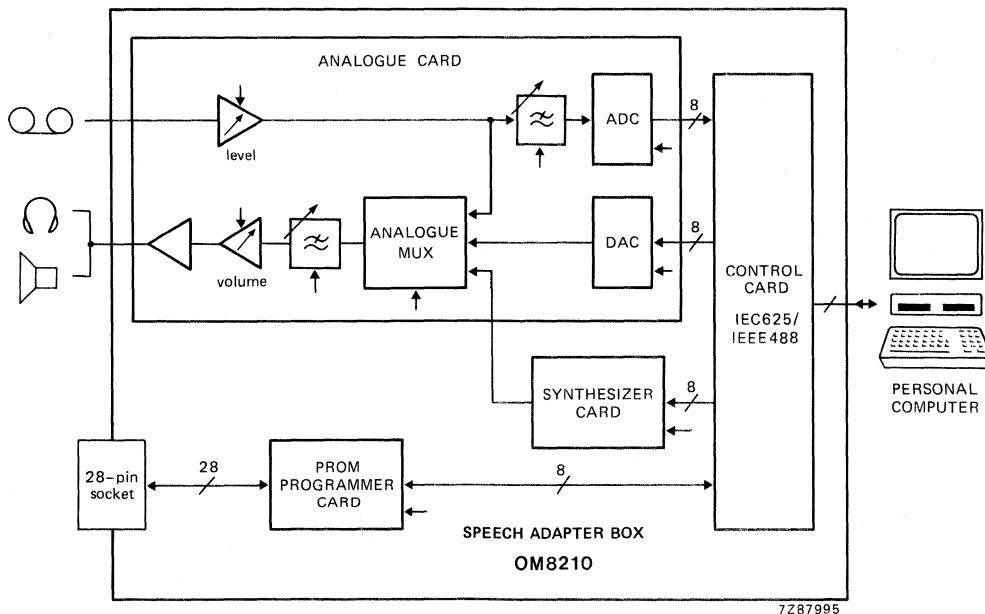 ANALOGUE CARD
level
ADC
8
ANALOGUE
MUX
DAC
8
volume
CONTROL
CARD
IEC625/
IEEE488
PERSONAL
COMPUTER
SYNTHESIZER
CARD
8
28-pin
socket
28
PROM
PROGRAMMER
CARD
8
SPEECH ADAPTER BOX
OM8210
7Z87995